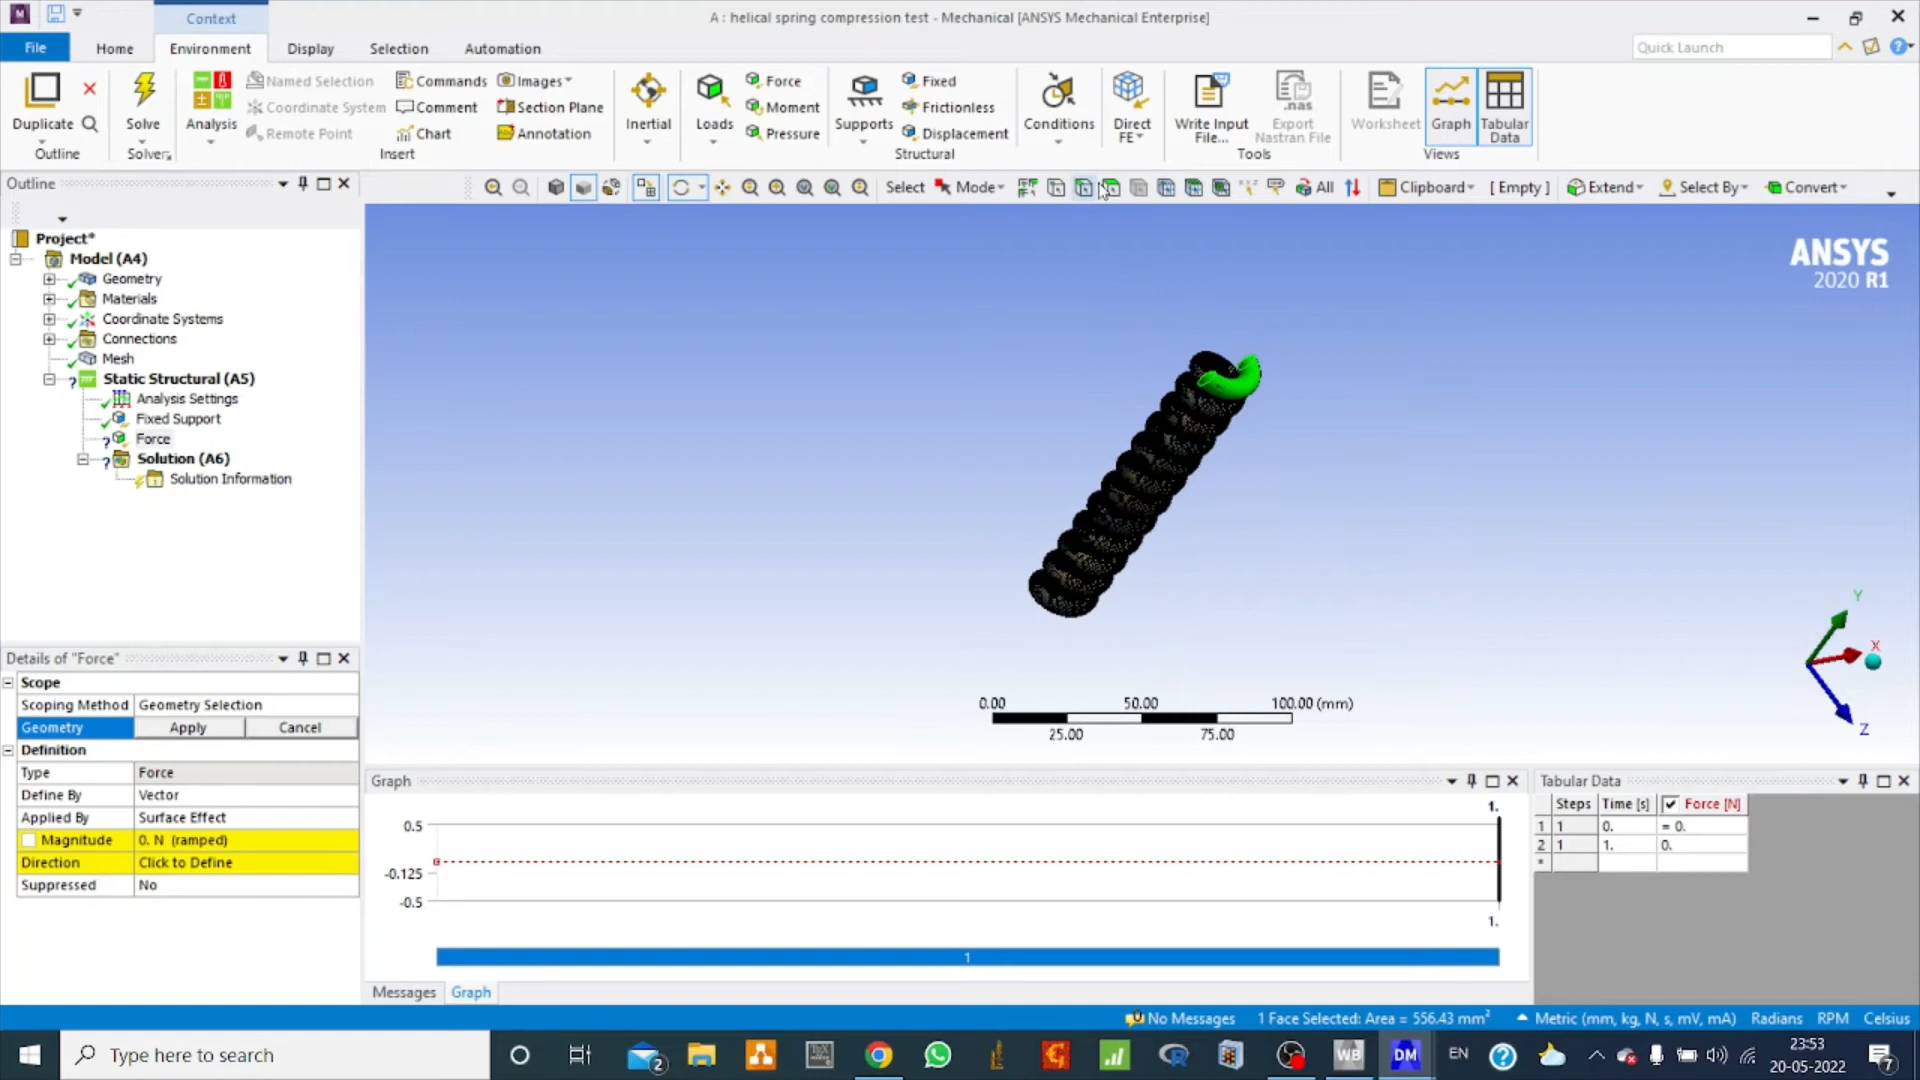 Context
A : helical spring compression test - Mechanical [ANSYS Mechanical Enterprise]
File Home Environment Display Selection Automation
Quick Launch
Duplicate
Outline
Solve
Solver
Analysis
Named Selection
Coordinate System
Remote Point
Commands
Comment
Chart
Images
Section Plane
Annotation
Insert
Inertial
Loads
Force
Moment
Pressure
Supports
Fixed
Frictionless
Displacement
Structural
Conditions
Direct
FE
Write Input
File...
.nas
Export
Nastran File
Tools
Worksheet
Graph
Tabular
Data
Views
Outline
Select Mode All Clipboard [ Empty ] Extend Select By Convert
Project*
Model (A4)
Geometry
Materials
Coordinate Systems
Connections
Mesh
Static Structural (A5)
Analysis Settings
Fixed Support
Force
Solution (A6)
Solution Information
ANSYS
2020 R1
Y
X
Z
0.00 50.00 100.00 (mm)
25.00 75.00
Details of "Force"
Scope
Scoping Method Geometry Selection
Geometry Apply Cancel
Definition
Type Force
Define By Vector
Applied By Surface Effect
Magnitude 0. N (ramped)
Direction Click to Define
Suppressed No
Graph
1.
0.5
-0.125
-0.5
1.
1
Messages Graph
Tabular Data
Steps Time [s] Force [N]
1 1 0. = 0.
2 1 1. 0.
*
No Messages 1 Face Selected: Area = 556.43 mm² Metric (mm, kg, N, s, mV, mA) Radians RPM Celsius
Type here to search
2
WB
DM
EN
23:53
20-05-2022
7